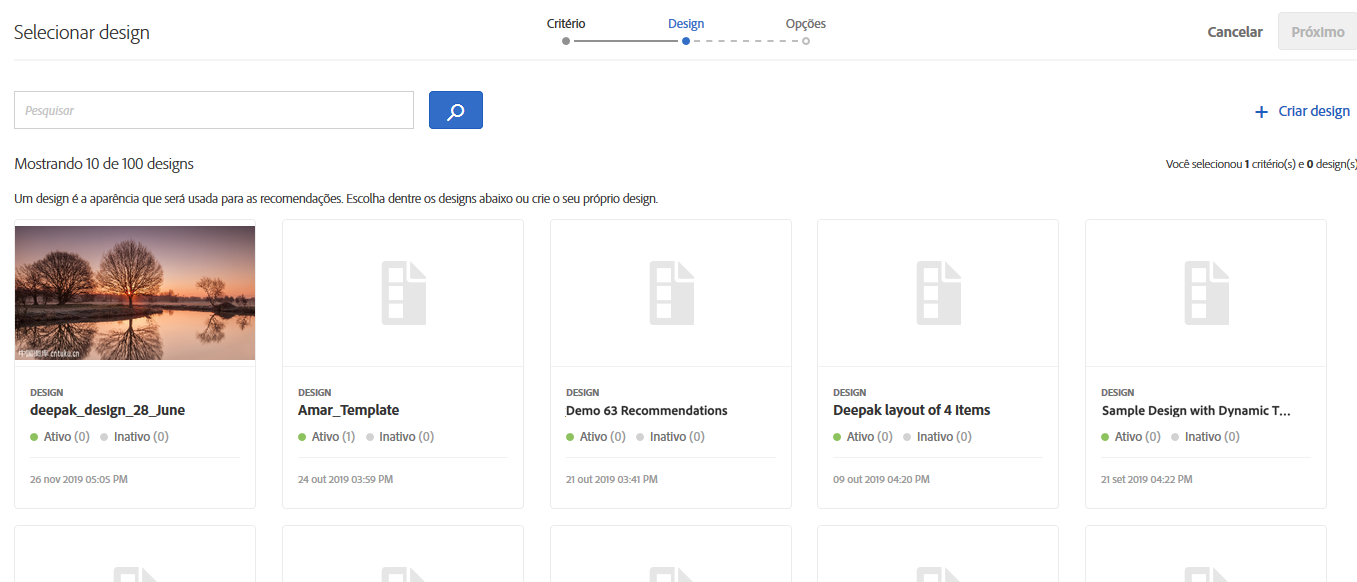 Selecionar design
Critério
Design
Opções
Cancelar
Próximo
Pesquisar
Criar design
Mostrando 10 de 100 designs
Você selecionou 1 critério(s) e 0 design(s)
Um design é a aparência que será usada para as recomendações. Escolha dentre os designs abaixo ou crie o seu próprio design.
cntuku.cn
DESIGN
deepak_design_28_June
Ativo (0) Inativo (0)
26 nov 2019 05:05 PM
DESIGN
Amar_Template
Ativo (1) Inativo (0)
24 out 2019 03:59 PM
DESIGN
Demo 63 Recommendations
Ativo (0) Inativo (0)
21 out 2019 03:41 PM
DESIGN
Deepak layout of 4 Items
Ativo (0) Inativo (0)
09 out 2019 04:20 PM
DESIGN
Sample Design with Dynamic T...
Ativo (0) Inativo (0)
21 set 2019 04:22 PM